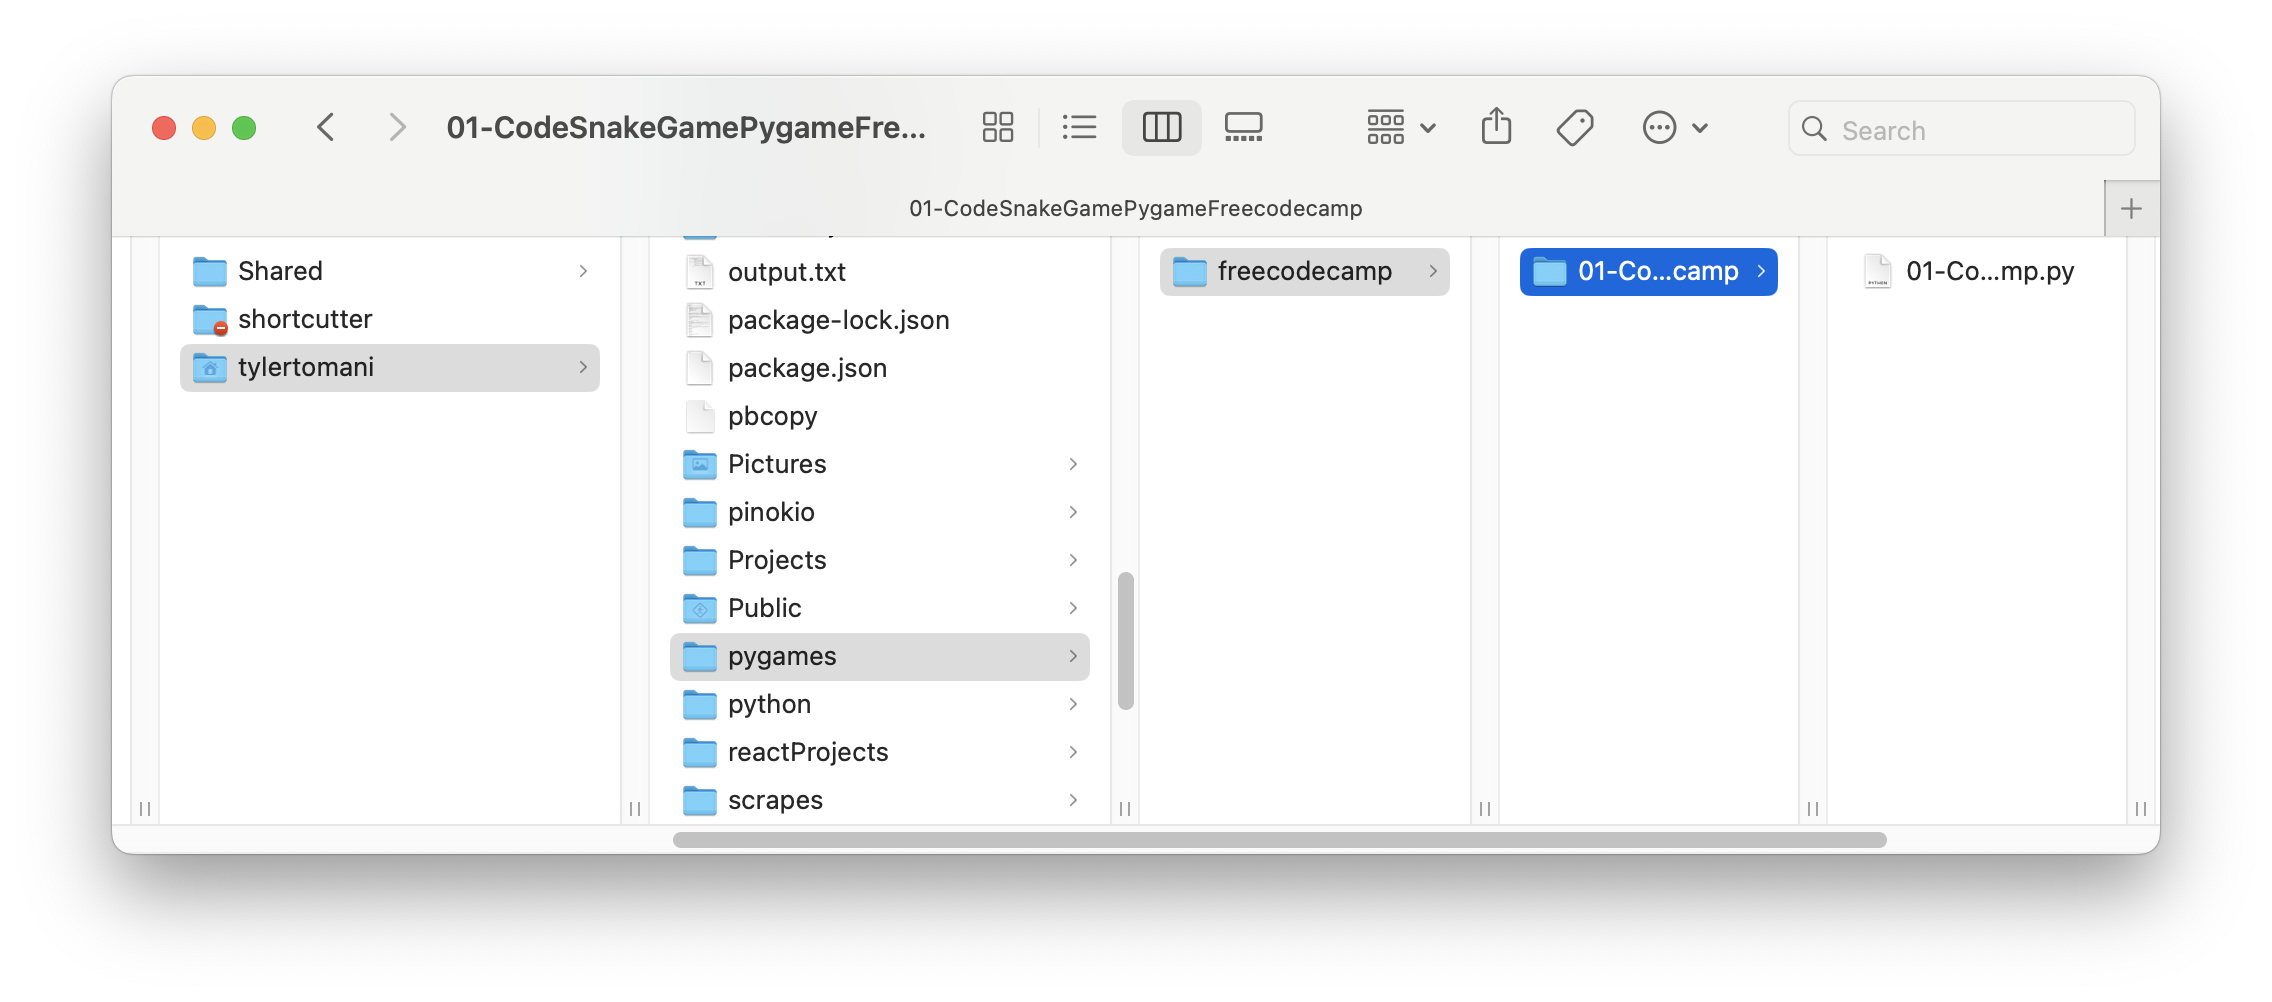 01-CodeSnakeGamePygameFre...
Search
01-CodeSnakeGamePygameFreecodecamp
Shared
shortcutter
tylertomani
output.txt
package-lock.json
package.json
pbcopy
Pictures
pinokio
Projects
Public
pygames
python
reactProjects
scrapes
freecodecamp
01-Co...camp
01-Co...mp.py